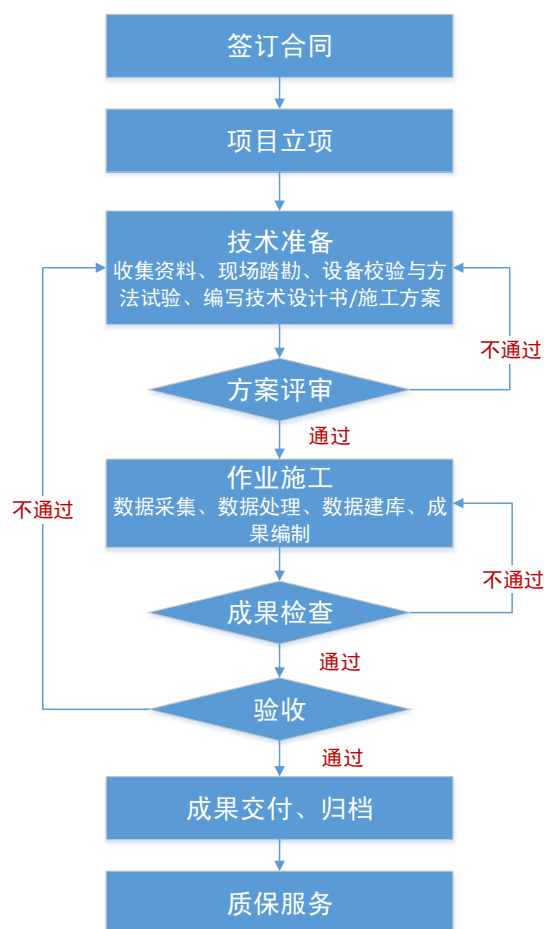 签订合同
项目立项
技术准备
收集资料、现场踏勘、设备校验与方
法试验、编写技术设计书/施工方案
不通过
方案评审
通过
作业施工
数据采集、数据处理、数据建库、成
果编制
不通过
不通过
成果检查
通过
验收
通过
成果交付、归档
质保服务